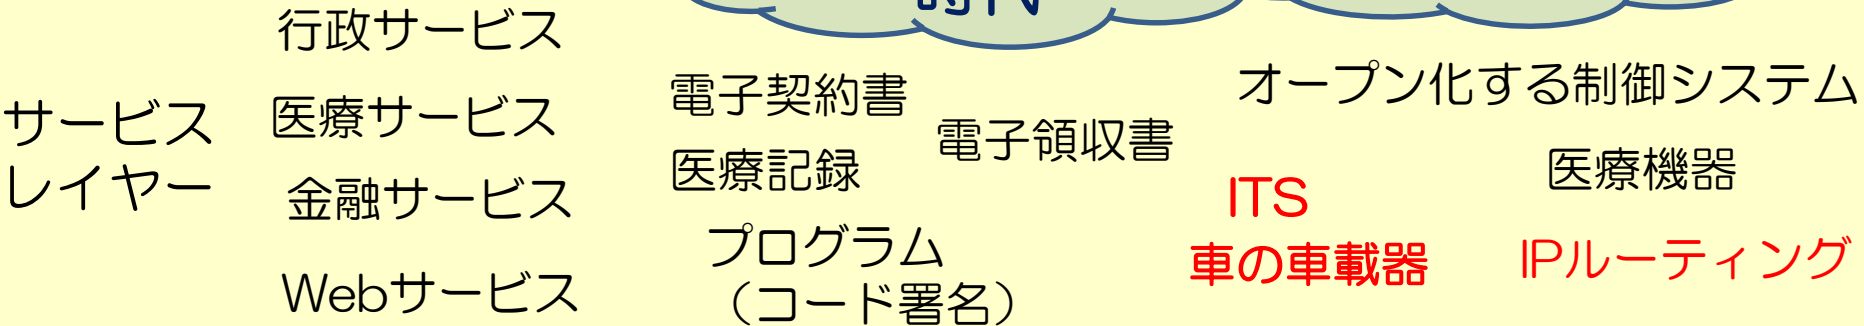 時代
サービス
レイヤー
行政サービス
医療サービス
金融サービス
Webサービス
電子契約書
電子領収書
医療記録
プログラム
（コード署名）
オープン化する制御システム
医療機器
ITS
車の車載器
IPルーティング